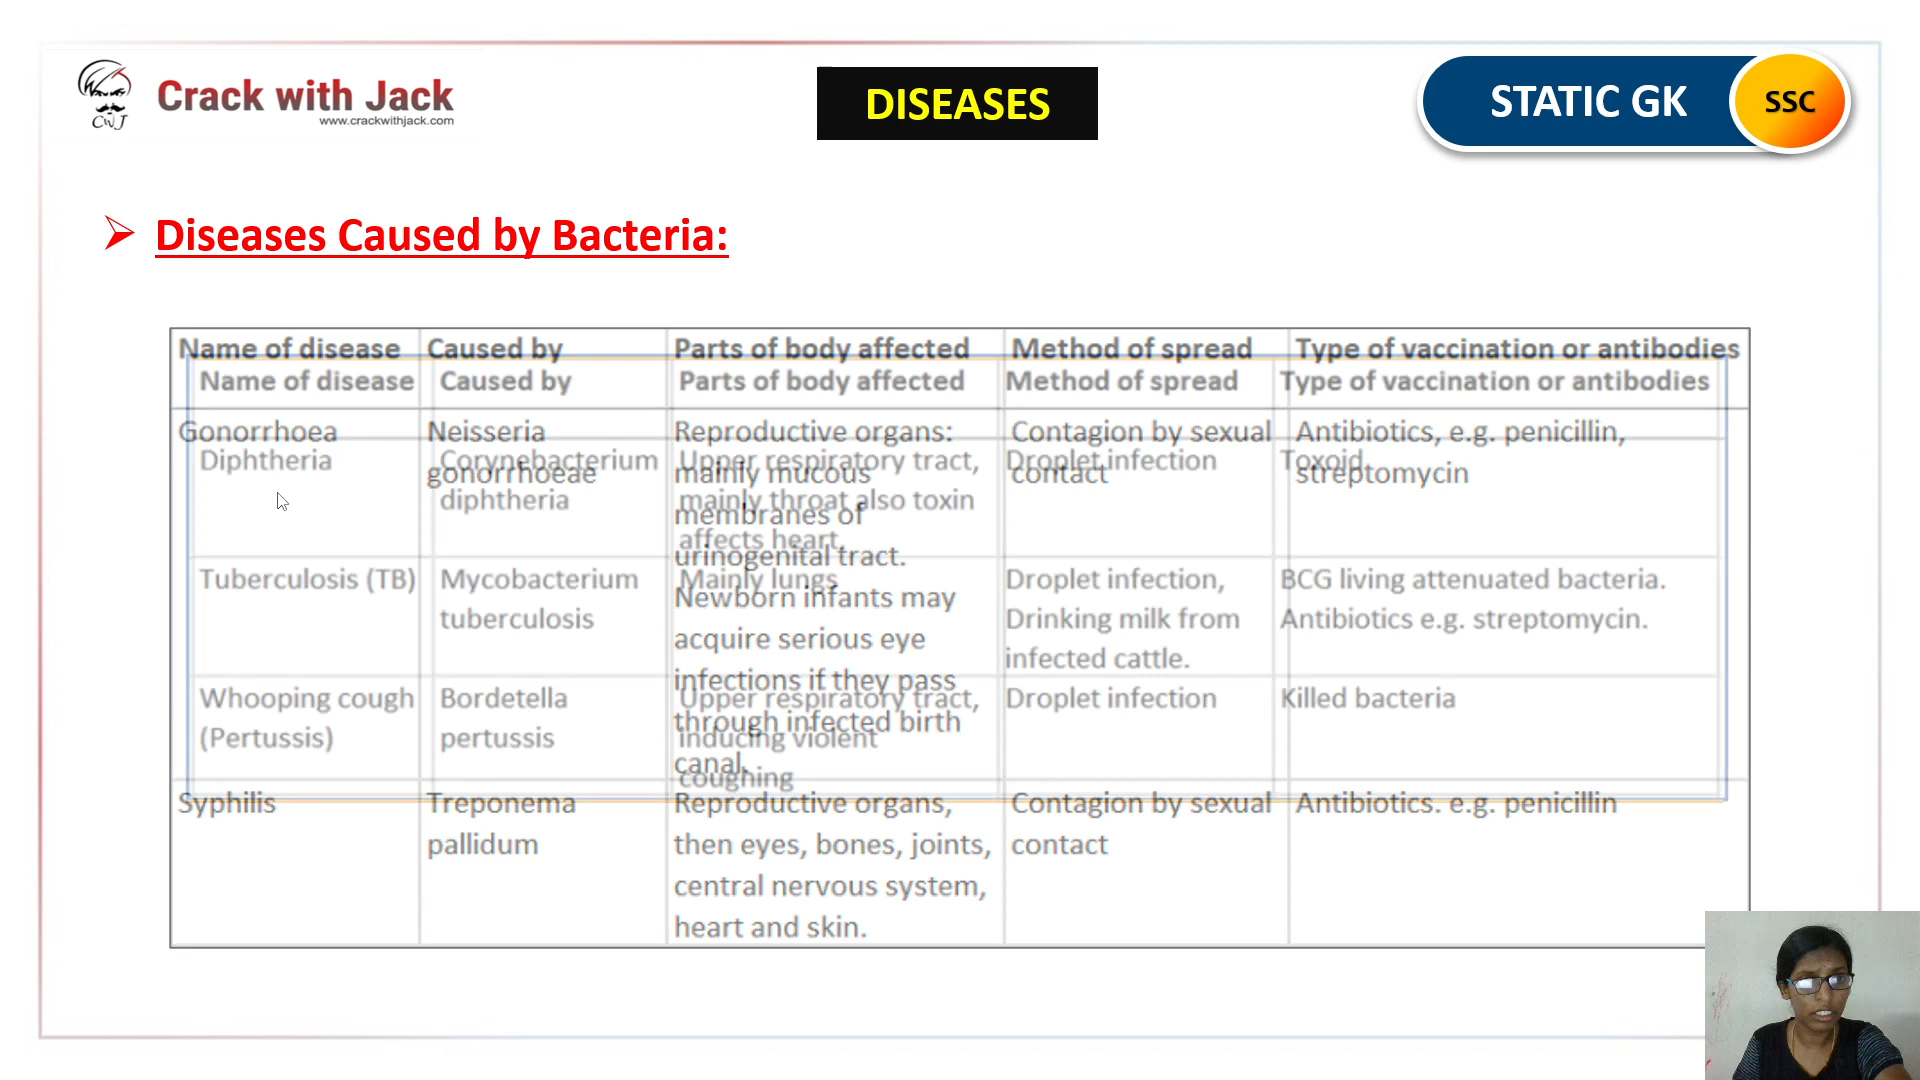 Crack with Jack
www.crackwithjack.com
CWJ
DISEASES
STATIC GK
SSC
Diseases Caused by Bacteria:
Name of disease Caused by Parts of body affected Method of spread Type of vaccination or antibodies
Gonorrhoea Neisseria Reproductive organs: Contagion by sexual Antibiotics, e.g. penicillin,
gonorrhoeae mainly mucous contact streptomycin
membranes of
urinogenital tract.
Newborn infants may
acquire serious eye
infections if they pass
through infected birth
canal.
Syphilis Treponema Reproductive organs, Contagion by sexual Antibiotics. e.g. penicillin
pallidum then eyes, bones, joints, contact
central nervous system,
heart and skin.
Name of disease Caused by Parts of body affected Method of spread Type of vaccination or antibodies
Diphtheria Corynebacterium Upper respiratory tract, Droplet infection Toxoid
diphtheria mainly throat also toxin
affects heart.
Tuberculosis (TB) Mycobacterium Mainly lungs Droplet infection, BCG living attenuated bacteria.
tuberculosis Drinking milk from Antibiotics e.g. streptomycin.
infected cattle.
Whooping cough Bordetella Upper respiratory tract, Droplet infection Killed bacteria
(Pertussis) pertussis inducing violent
coughing